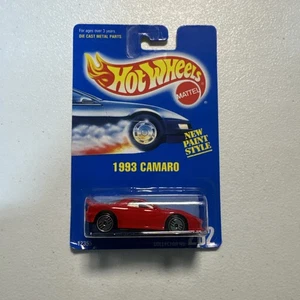 For ages over 3 years
DIE CAST METAL PARTS
Hot Wheels
MATTEL
NEW
PAINT
STYLE
1993 CAMARO